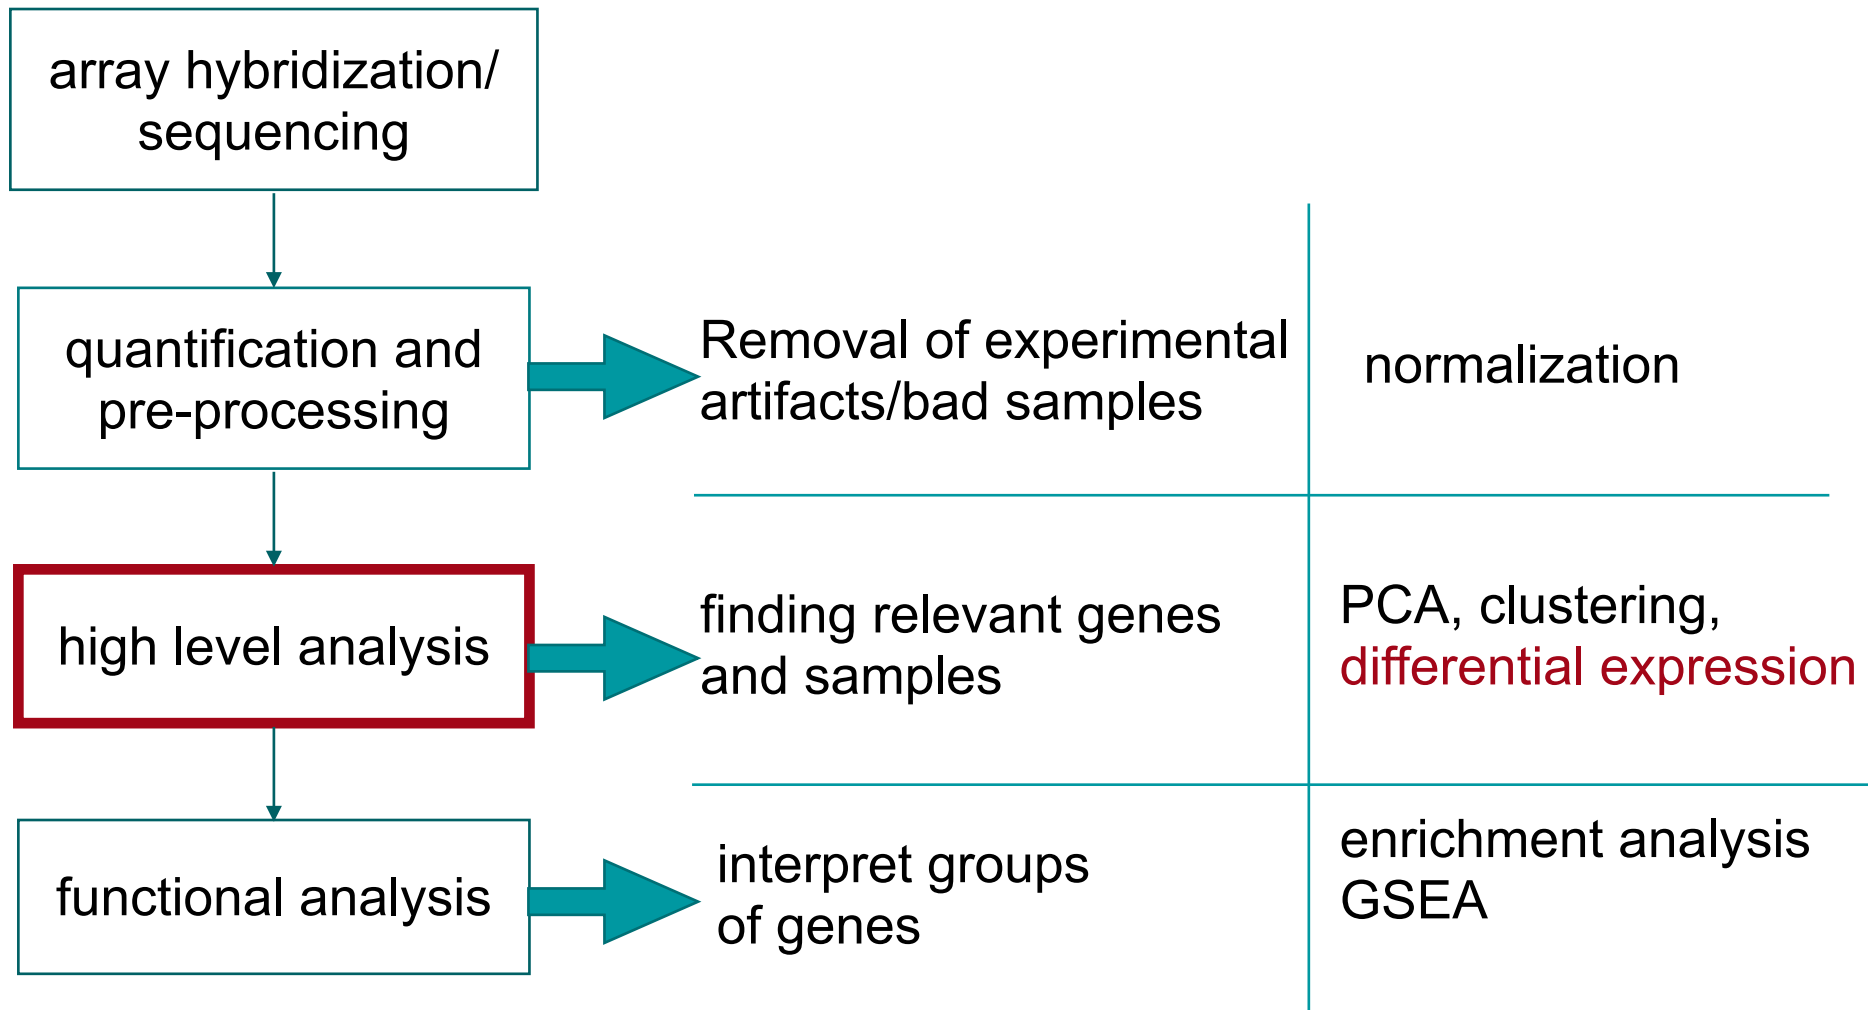 array hybridization/
sequencing
quantification and
pre-processing
Removal of experimental
artifacts/bad samples
normalization
high level analysis
finding relevant genes
and samples
PCA, clustering,
differential expression
functional analysis
interpret groups
of genes
enrichment analysis
GSEA